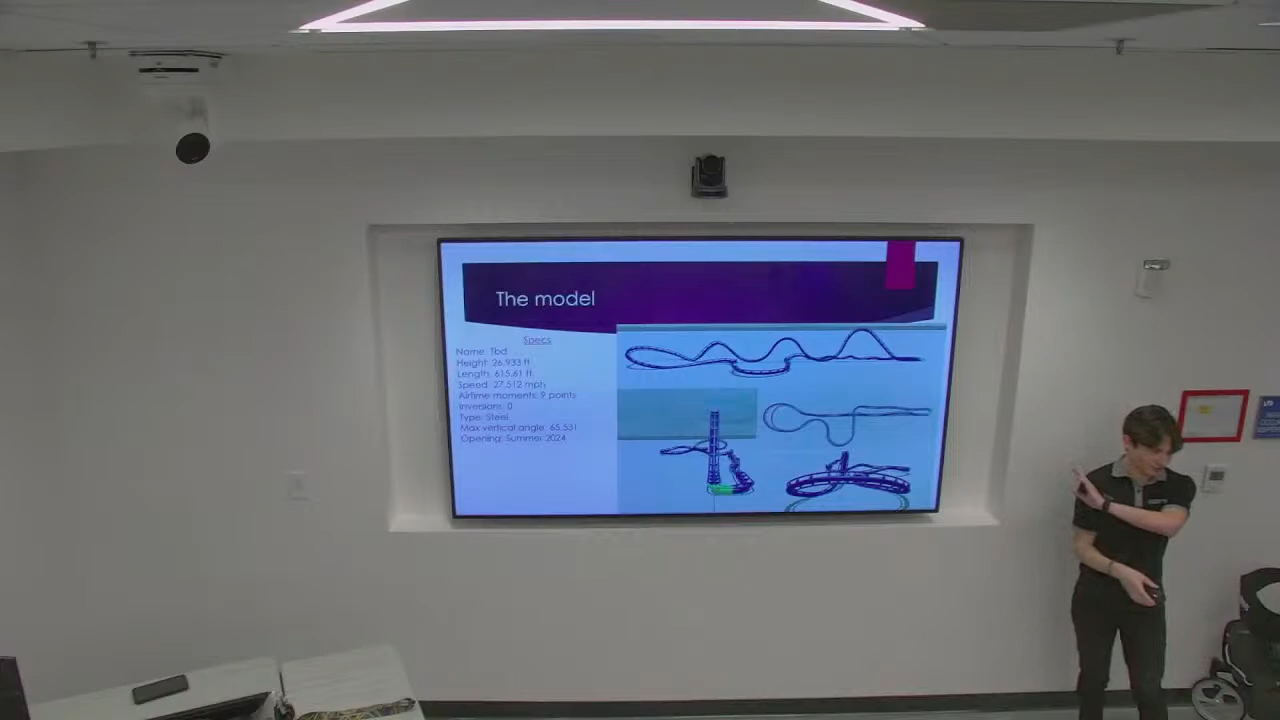 The model
Specs
Name: Tbd
Height: 26.933 ft
Length: 615.61 ft
Speed: 27.512 mph
Airtime moments: 9 points
Inversions: 0
Type: Steel
Max vertical angle: 65.531
Opening: Summer 2024